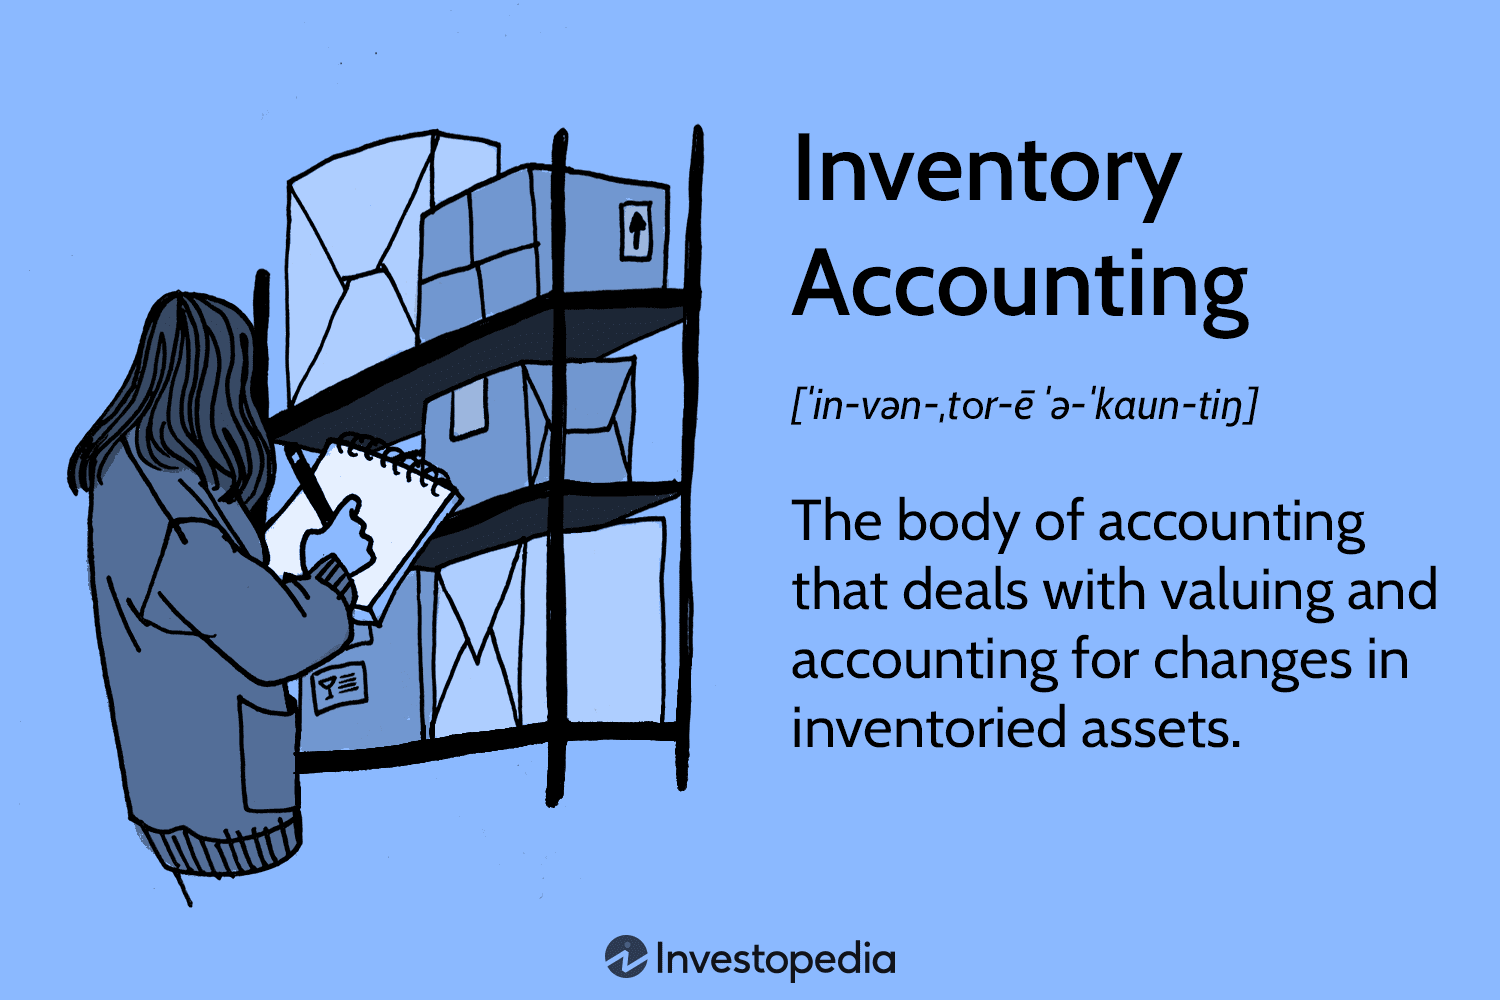 Inventory
Accounting
[ˈin-vən-ˌtor-ē ˈə-ˈkaun-tiŋ]
The body of accounting
that deals with valuing and
accounting for changes in
inventoried assets.
Investopedia